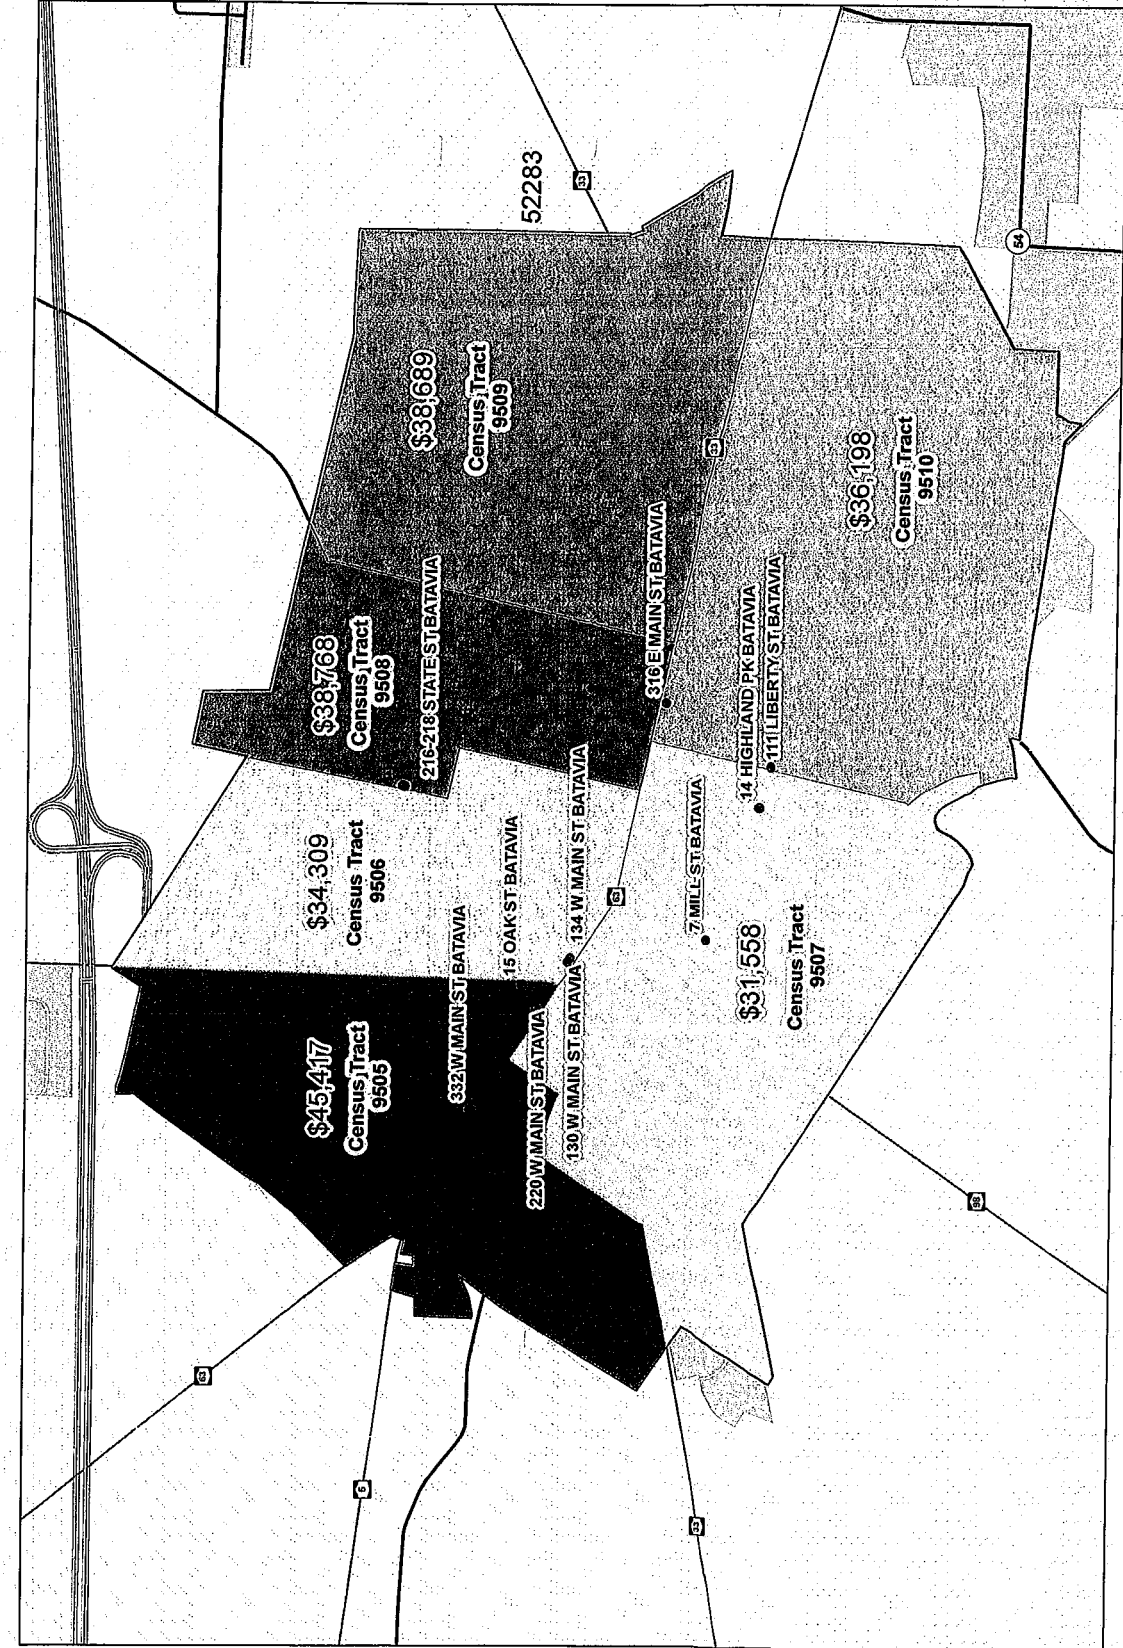 63
$45,417
Census Tract
9505
$34,309
Census Tract
9506
$38,768
Census Tract
9508
5
216-218 STATE ST BATAVIA
$38,689
Census Tract
9509
332 W MAIN ST BATAVIA
15 OAK ST BATAVIA
52283
33
220 W MAIN ST BATAVIA
130 W MAIN ST BATAVIA
134 W MAIN ST BATAVIA
63
316 E MAIN ST BATAVIA
33
7 MILL ST BATAVIA
33
14 HIGHLAND PK BATAVIA
111 LIBERTY ST BATAVIA
$31,558
Census Tract
9507
$36,198
Census Tract
9510
98
54